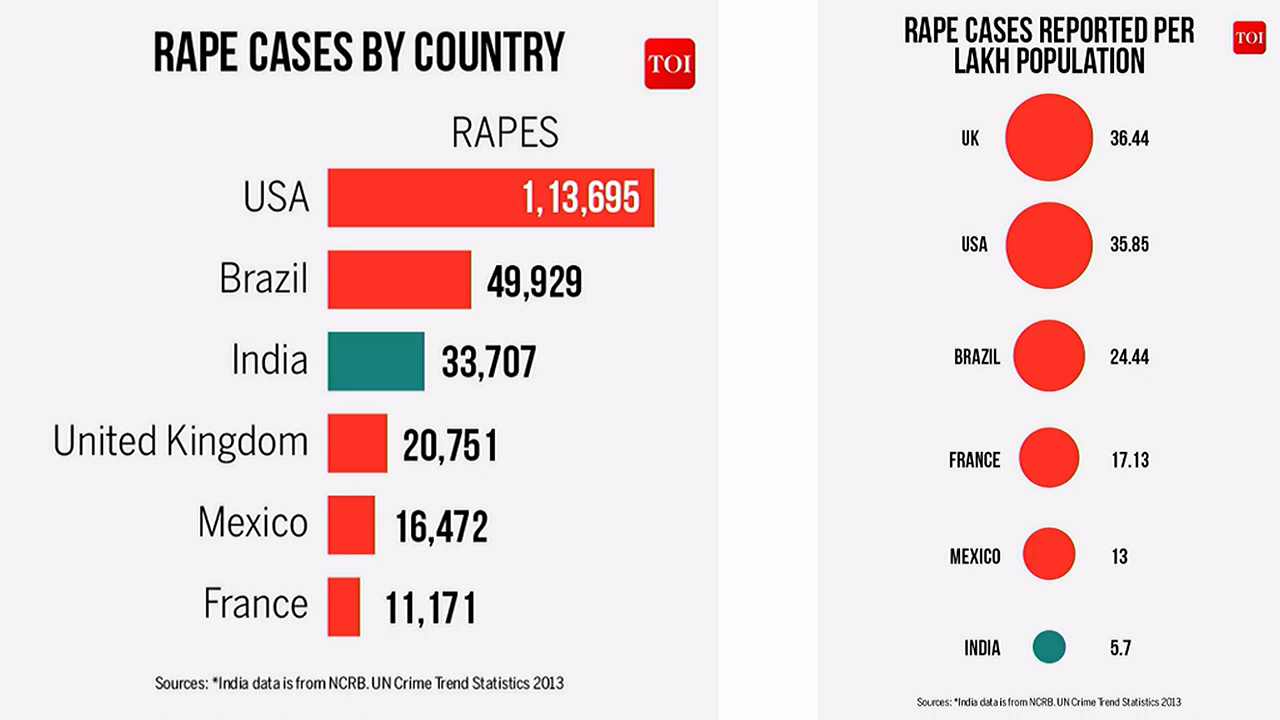 RAPE CASES BY COUNTRY
TOI
RAPES
USA 1,13,695
Brazil 49,929
India 33,707
United Kingdom 20,751
Mexico 16,472
France 11,171
Sources: *India data is from NCRB. UN Crime Trend Statistics 2013
RAPE CASES REPORTED PER
LAKH POPULATION
TOI
UK 36.44
USA 35.85
BRAZIL 24.44
FRANCE 17.13
MEXICO 13
INDIA 5.7
Sources: *India data is from NCRB. UN Crime Trend Statistics 2013